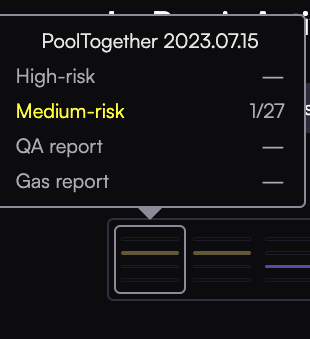 PoolTogether 2023.07.15
High-risk —
Medium-risk 1/27
QA report —
Gas report —